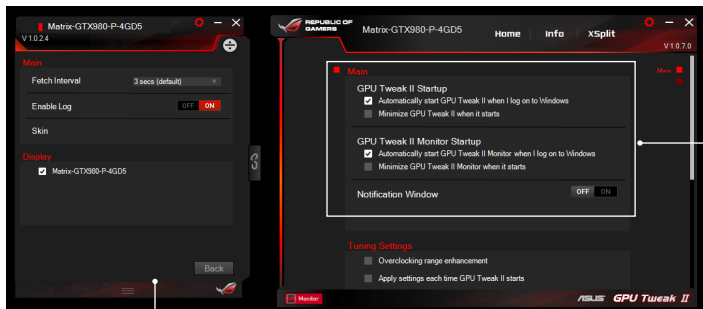 Matrix-GTX980-P-4GD5
V 1.0.2.4
Main
Fetch Interval
3 secs (default)
Enable Log
OFF ON
Skin
Display
Matrix-GTX980-P-4GD5
Back
REPUBLIC OF
GAMERS
Matrix-GTX980-P-4GD5
Home
Info
XSplit
V 1.0.7.0
Main
Main
GPU Tweak II Startup
Automatically start GPU Tweak II when I log on to Windows
Minimize GPU Tweak II when it starts
GPU Tweak II Monitor Startup
Automatically start GPU Tweak II Monitor when I log on to Windows
Minimize GPU Tweak II Monitor when it starts
Notification Window
OFF ON
Tuning Settings
Overclocking range enhancement
Apply settings each time GPU Tweak II starts
Monitor
ASUS GPU Tweak II